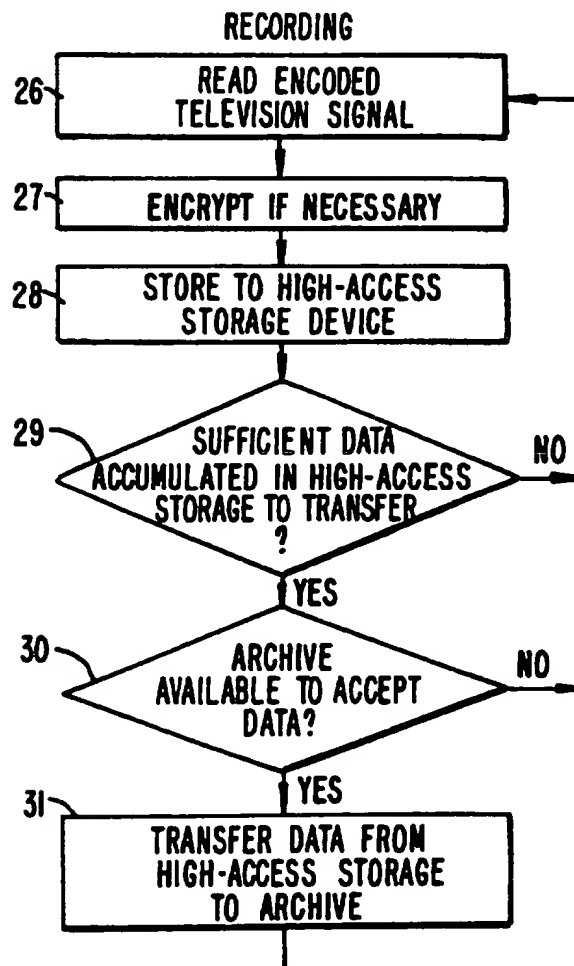 RECORDING
26
READ ENCODED
TELEVISION SIGNAL
27
ENCRYPT IF NECESSARY
28
STORE TO HIGH-ACCESS
STORAGE DEVICE
29
SUFFICIENT DATA
ACCUMULATED IN HIGH-ACCESS
STORAGE TO TRANSFER
?
NO
YES
30
ARCHIVE
AVAILABLE TO ACCEPT
DATA?
NO
YES
31
TRANSFER DATA FROM
HIGH-ACCESS STORAGE
TO ARCHIVE